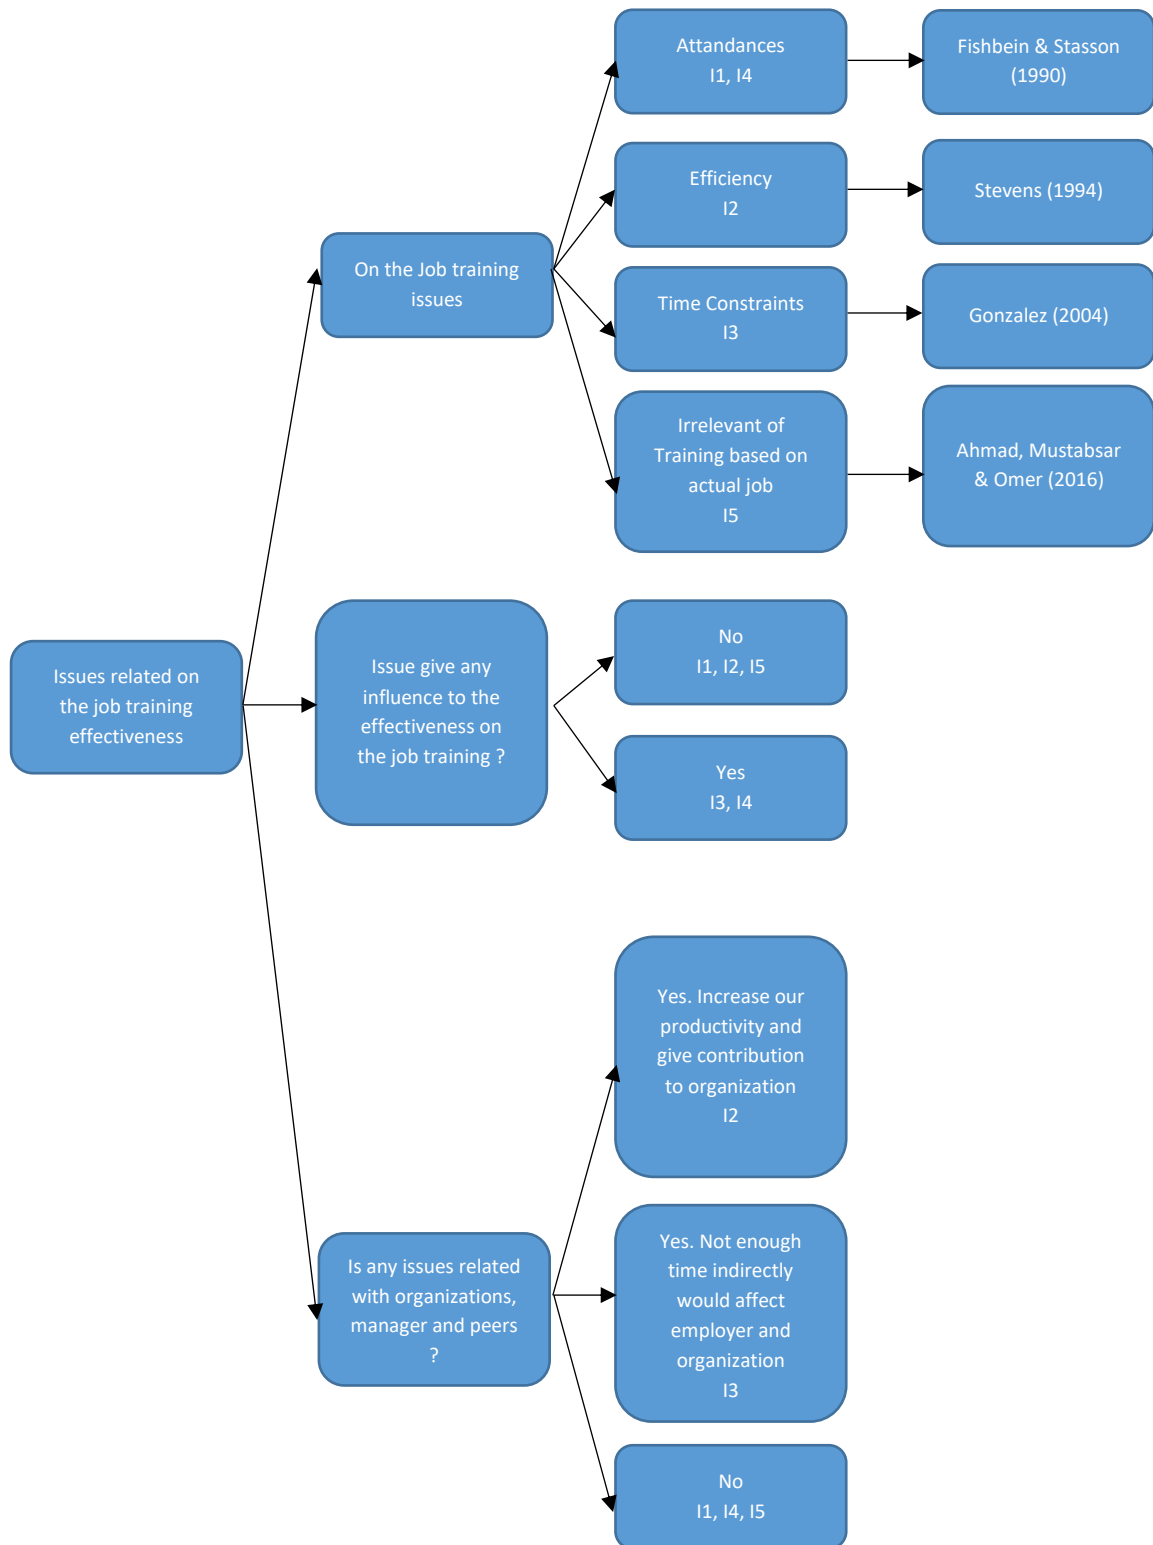 Attandances
I1, I4
Fishbein & Stasson
(1990)
Efficiency
I2
Stevens (1994)
On the Job training
issues
Time Constraints
I3
Gonzalez (2004)
Irrelevant of
Training based on
actual job
I5
Ahmad, Mustabsar
& Omer (2016)
Issues related on
the job training
effectiveness
Issue give any
influence to the
effectiveness on
the job training ?
No
I1, I2, I5
Yes
I3, I4
Yes. Increase our
productivity and
give contribution
to organization
I2
Is any issues related
with organizations,
manager and peers
?
Yes. Not enough
time indirectly
would affect
employer and
organization
I3
No
I1, I4, I5